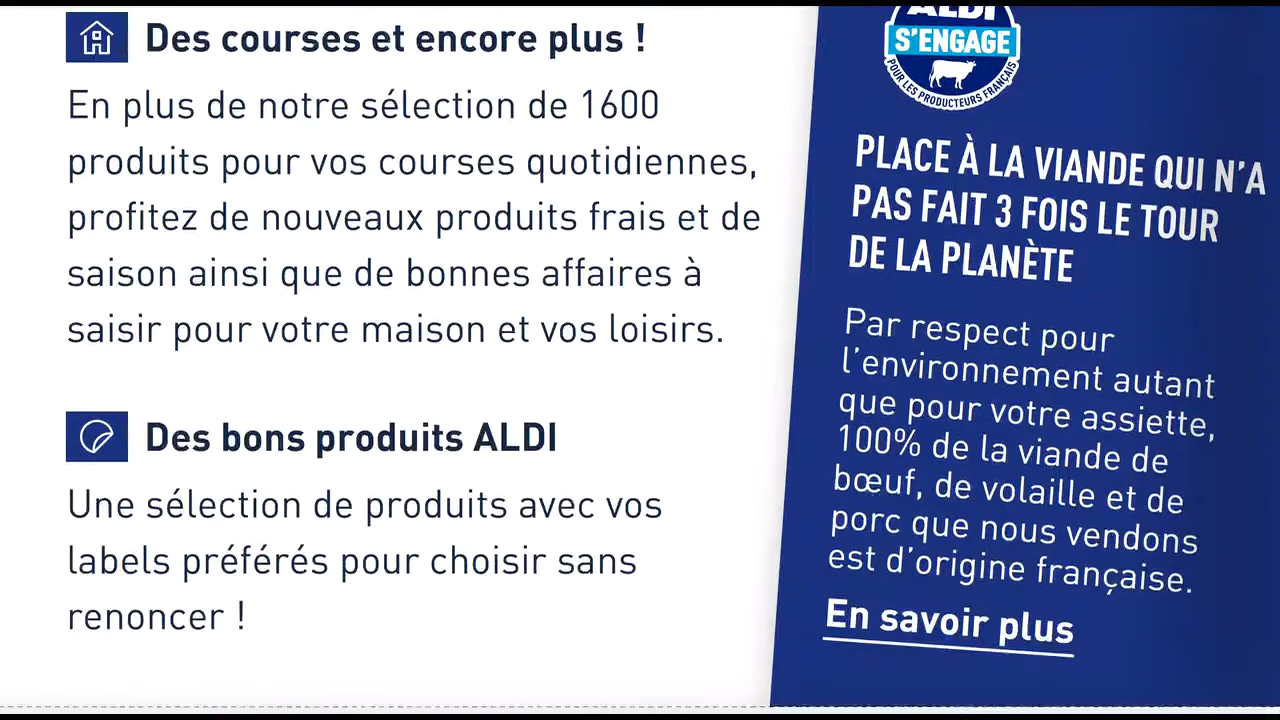 Des courses et encore plus !
En plus de notre sélection de 1600
produits pour vos courses quotidiennes,
profitez de nouveaux produits frais et de
saison ainsi que de bonnes affaires à
saisir pour votre maison et vos loisirs.
Des bons produits ALDI
Une sélection de produits avec vos
labels préférés pour choisir sans
renoncer !
ALDI
S'ENGAGE
POUR LES PRODUCTEURS FRANÇAIS
PLACE À LA VIANDE QUI N'A
PAS FAIT 3 FOIS LE TOUR
DE LA PLANÈTE
Par respect pour
l'environnement autant
que pour votre assiette,
100% de la viande de
bœuf, de volaille et de
porc que nous vendons
est d'origine française.
En savoir plus